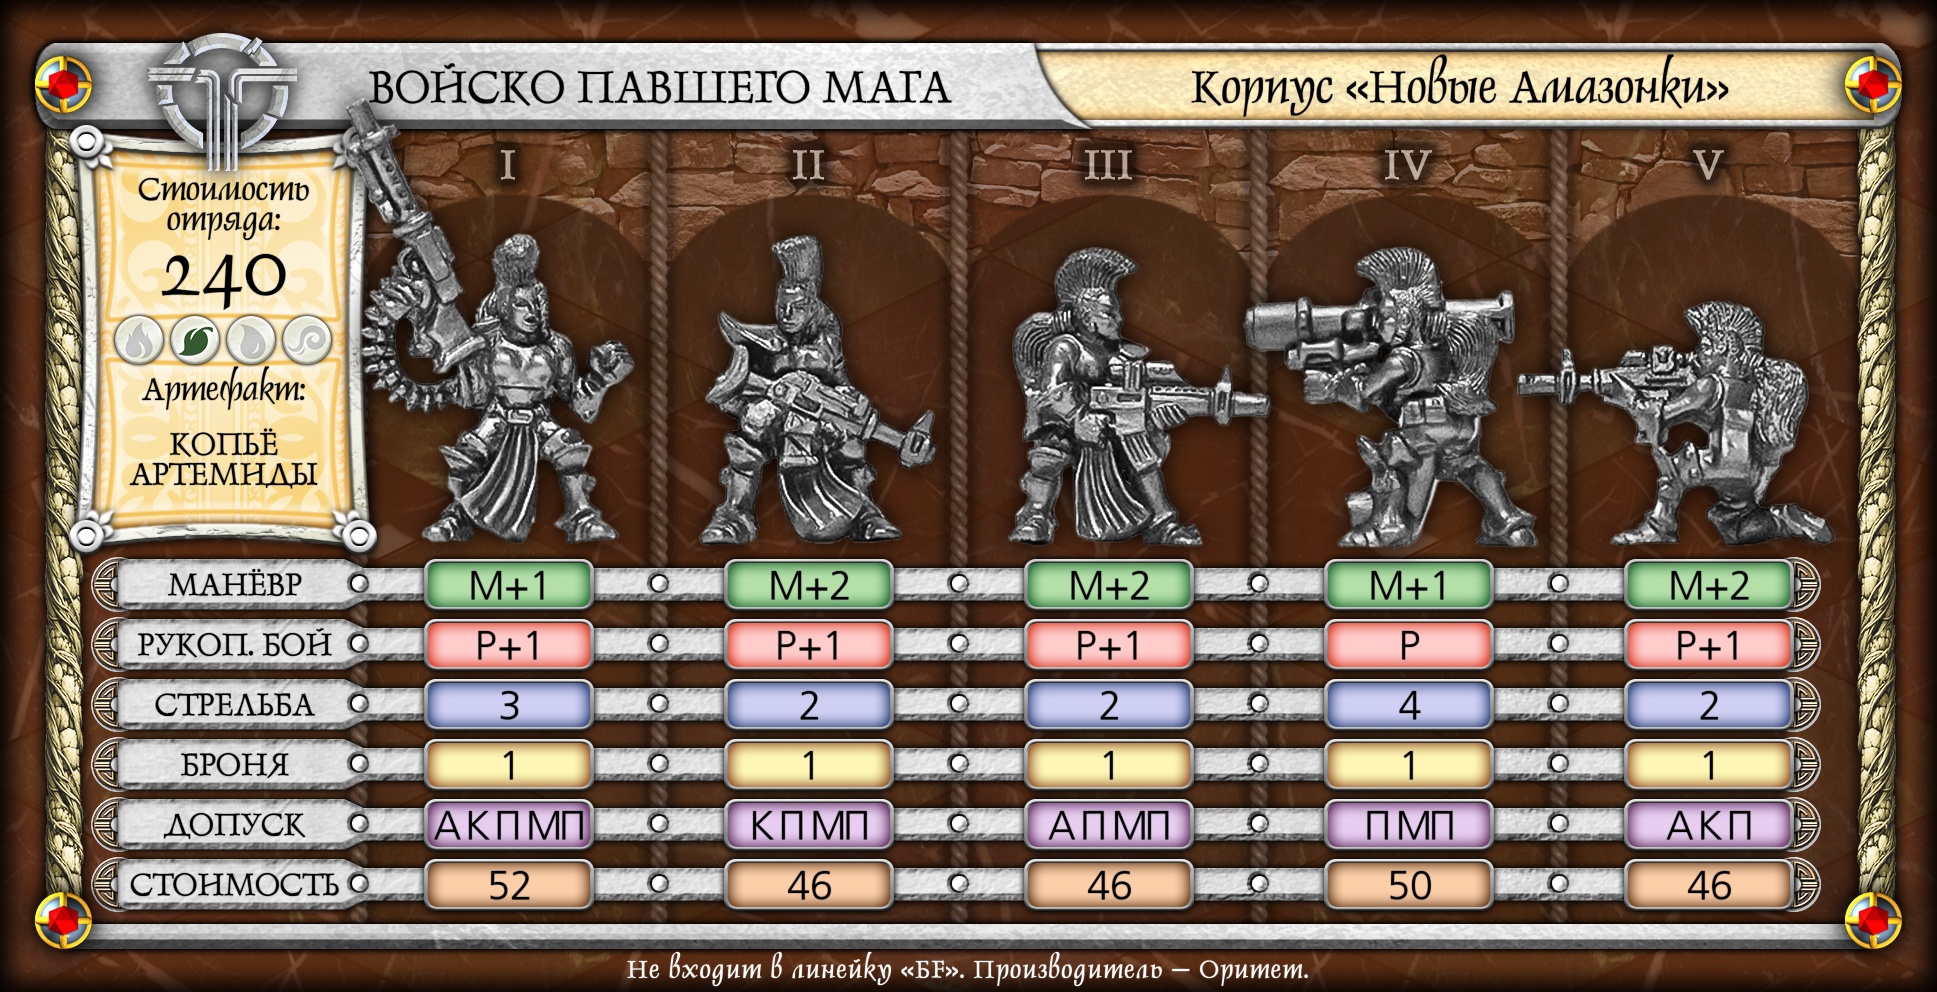 ВОЙСКО ПАВШЕГО МАГА
Корпус «Новые Амазонки»
Стоимость
отряда:
240
Артефакт:
КОПЬЁ
АРТЕМИДЫ
I II III IV V
МАНЁВР М+1 М+2 М+2 М+1 М+2
РУКОП. БОЙ Р+1 Р+1 Р+1 Р Р+1
СТРЕЛЬБА 3 2 2 4 2
БРОНЯ 1 1 1 1 1
ДОПУСК АКПМП КПМП АПМП ПМП АКП
СТОИМОСТЬ 52 46 46 50 46
Не входит в линейку «БF». Производитель — Оритет.